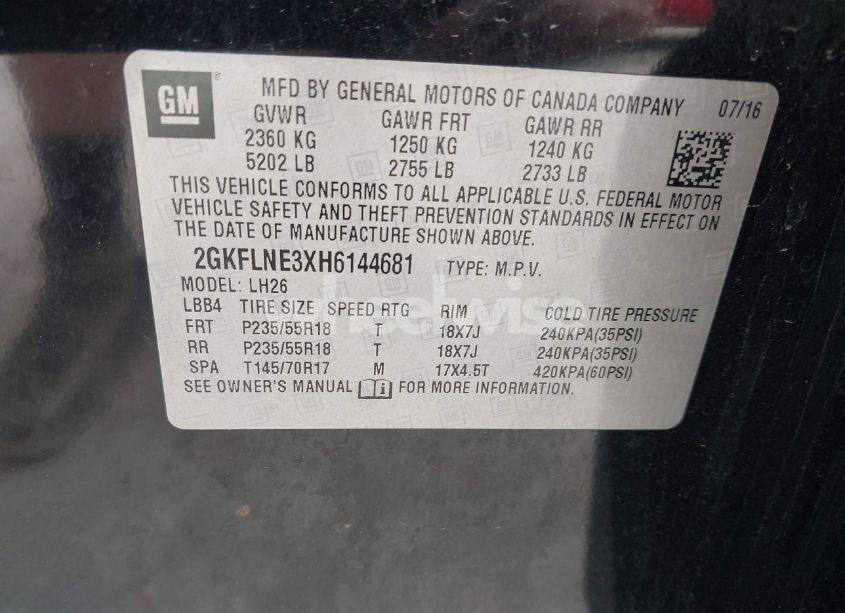 GM ®
MFD BY GENERAL MOTORS OF CANADA COMPANY 07/16
GVWR GAWR FRT GAWR RR
2360 KG 1250 KG 1240 KG
5202 LB 2755 LB 2733 LB
THIS VEHICLE CONFORMS TO ALL APPLICABLE U.S. FEDERAL MOTOR
VEHICLE SAFETY AND THEFT PREVENTION STANDARDS IN EFFECT ON
THE DATE OF MANUFACTURE SHOWN ABOVE.
2GKFLNE3XH6144681 TYPE: M.P.V.
MODEL: LH26
LBB4 TIRE SIZE SPEED RTG RIM COLD TIRE PRESSURE
FRT P235/55R18 T 18X7J 240KPA(35PSI)
RR P235/55R18 T 18X7J 240KPA(35PSI)
SPA T145/70R17 M 17X4.5T 420KPA(60PSI)
SEE OWNER'S MANUAL i FOR MORE INFORMATION.